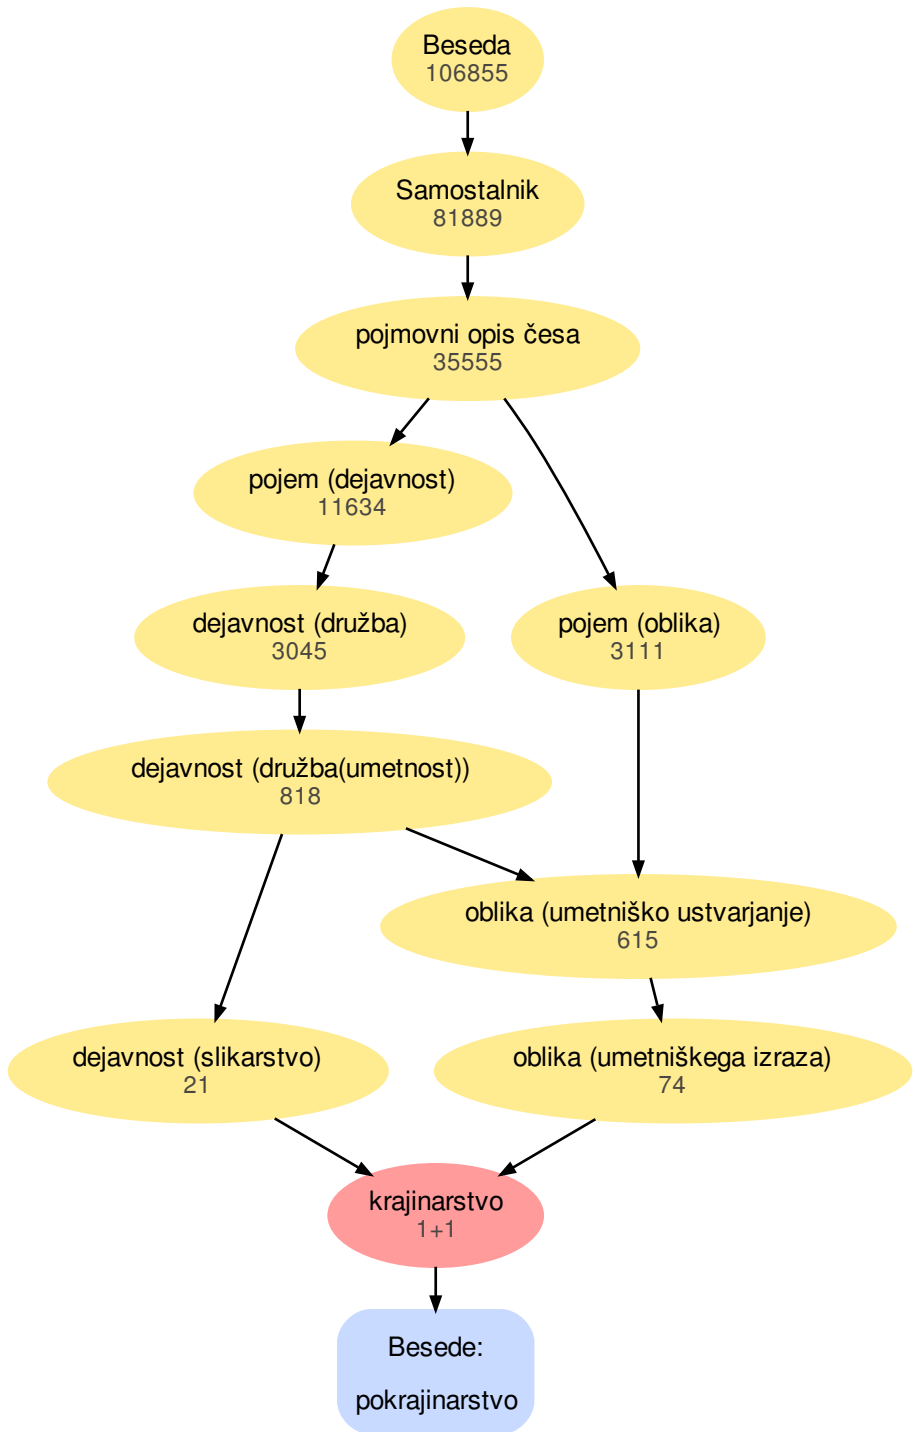 Beseda
106855
Samostalnik
81889
pojmovni opis česa
35555
pojem (dejavnost)
11634
dejavnost (družba)
3045
pojem (oblika)
3111
dejavnost (družba(umetnost))
818
oblika (umetniško ustvarjanje)
615
dejavnost (slikarstvo)
21
oblika (umetniškega izraza)
74
krajinarstvo
1+1
Besede:
pokrajinarstvo